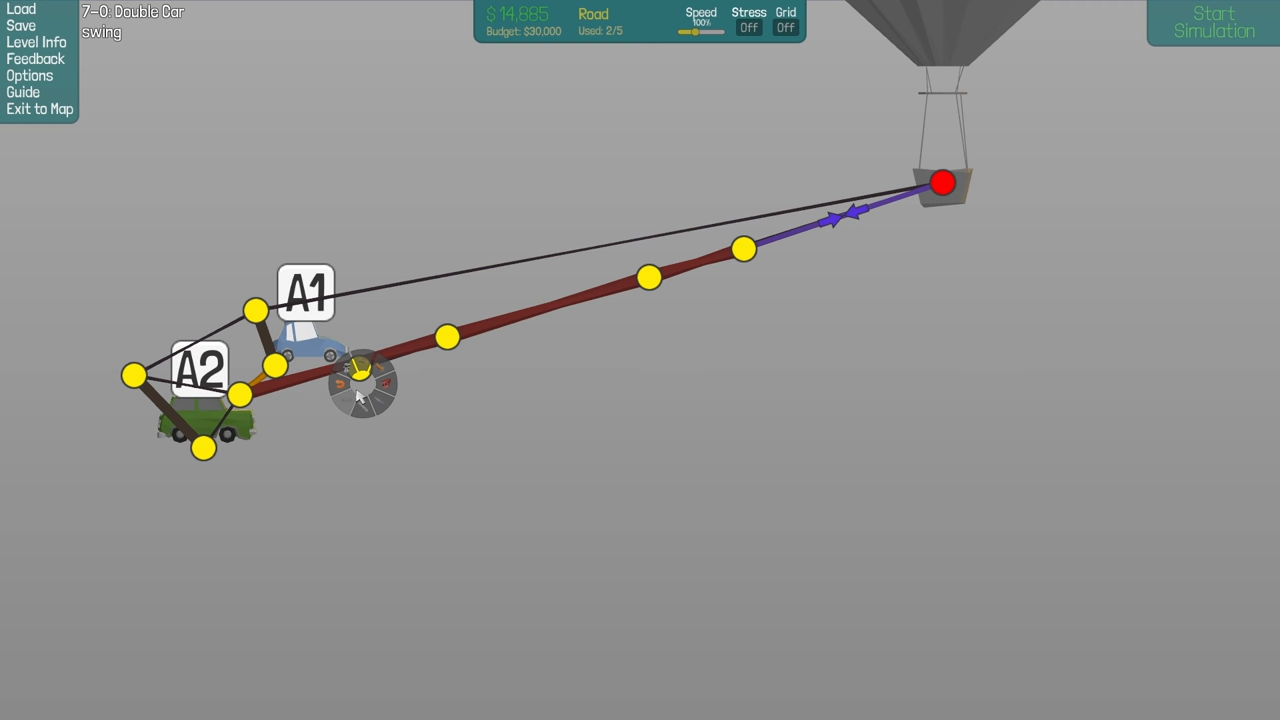 Load
Save
Level Info
Feedback
Options
Guide
Exit to Map
7-0: Double Car
swing
$ 14,885
Budget: $30,000
Road
Used: 2/5
Speed
100%
Stress
Off
Grid
Off
Start
Simulation
A1
A2